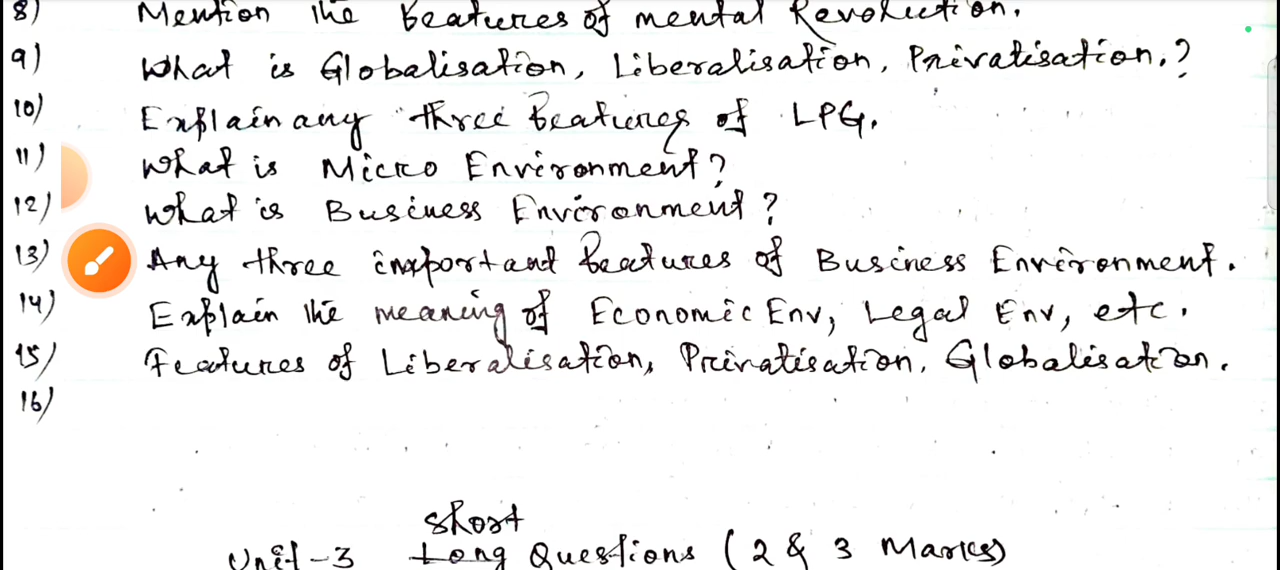 8) Mention the features of mental Revolution.
9) What is Globalisation, Liberalisation, Privatisation.?
10) Explain any three features of LPG.
11) What is Micro Environment?
12) What is Business Environment?
13) Any three important features of Business Environment.
14) Explain the meaning of Economic Env, Legal Env, etc.
15) Features of Liberalisation, Privatisation, Globalisation.
16)
Short
Unit-3 Long Questions (2 & 3 Marks)